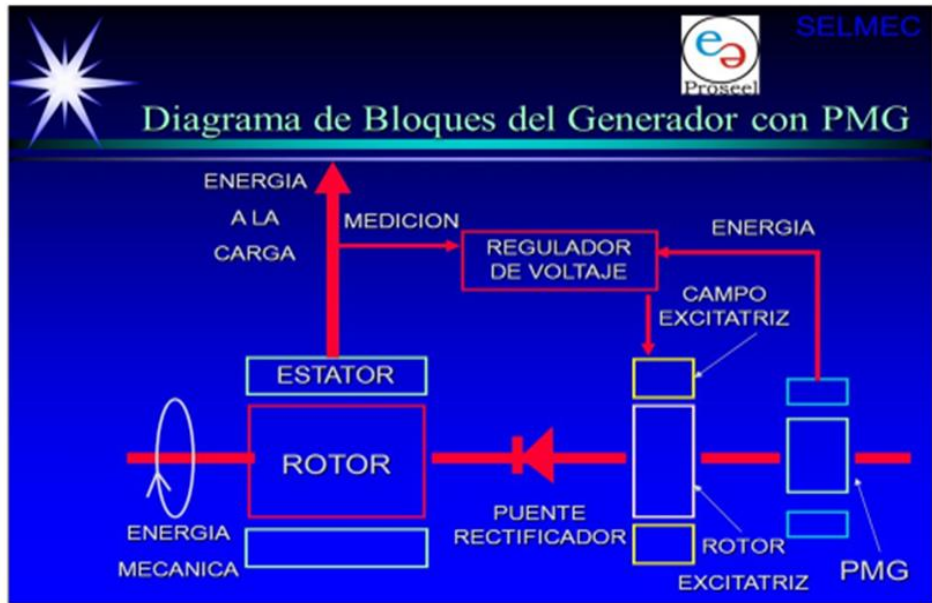 SELMEC
Proseel
Diagrama de Bloques del Generador con PMG
ENERGIA
A LA
CARGA
MEDICION
REGULADOR
DE VOLTAJE
ENERGIA
CAMPO
EXCITATRIZ
ESTATOR
ROTOR
ENERGIA
MECANICA
PUENTE
RECTIFICADOR
ROTOR
EXCITATRIZ
PMG